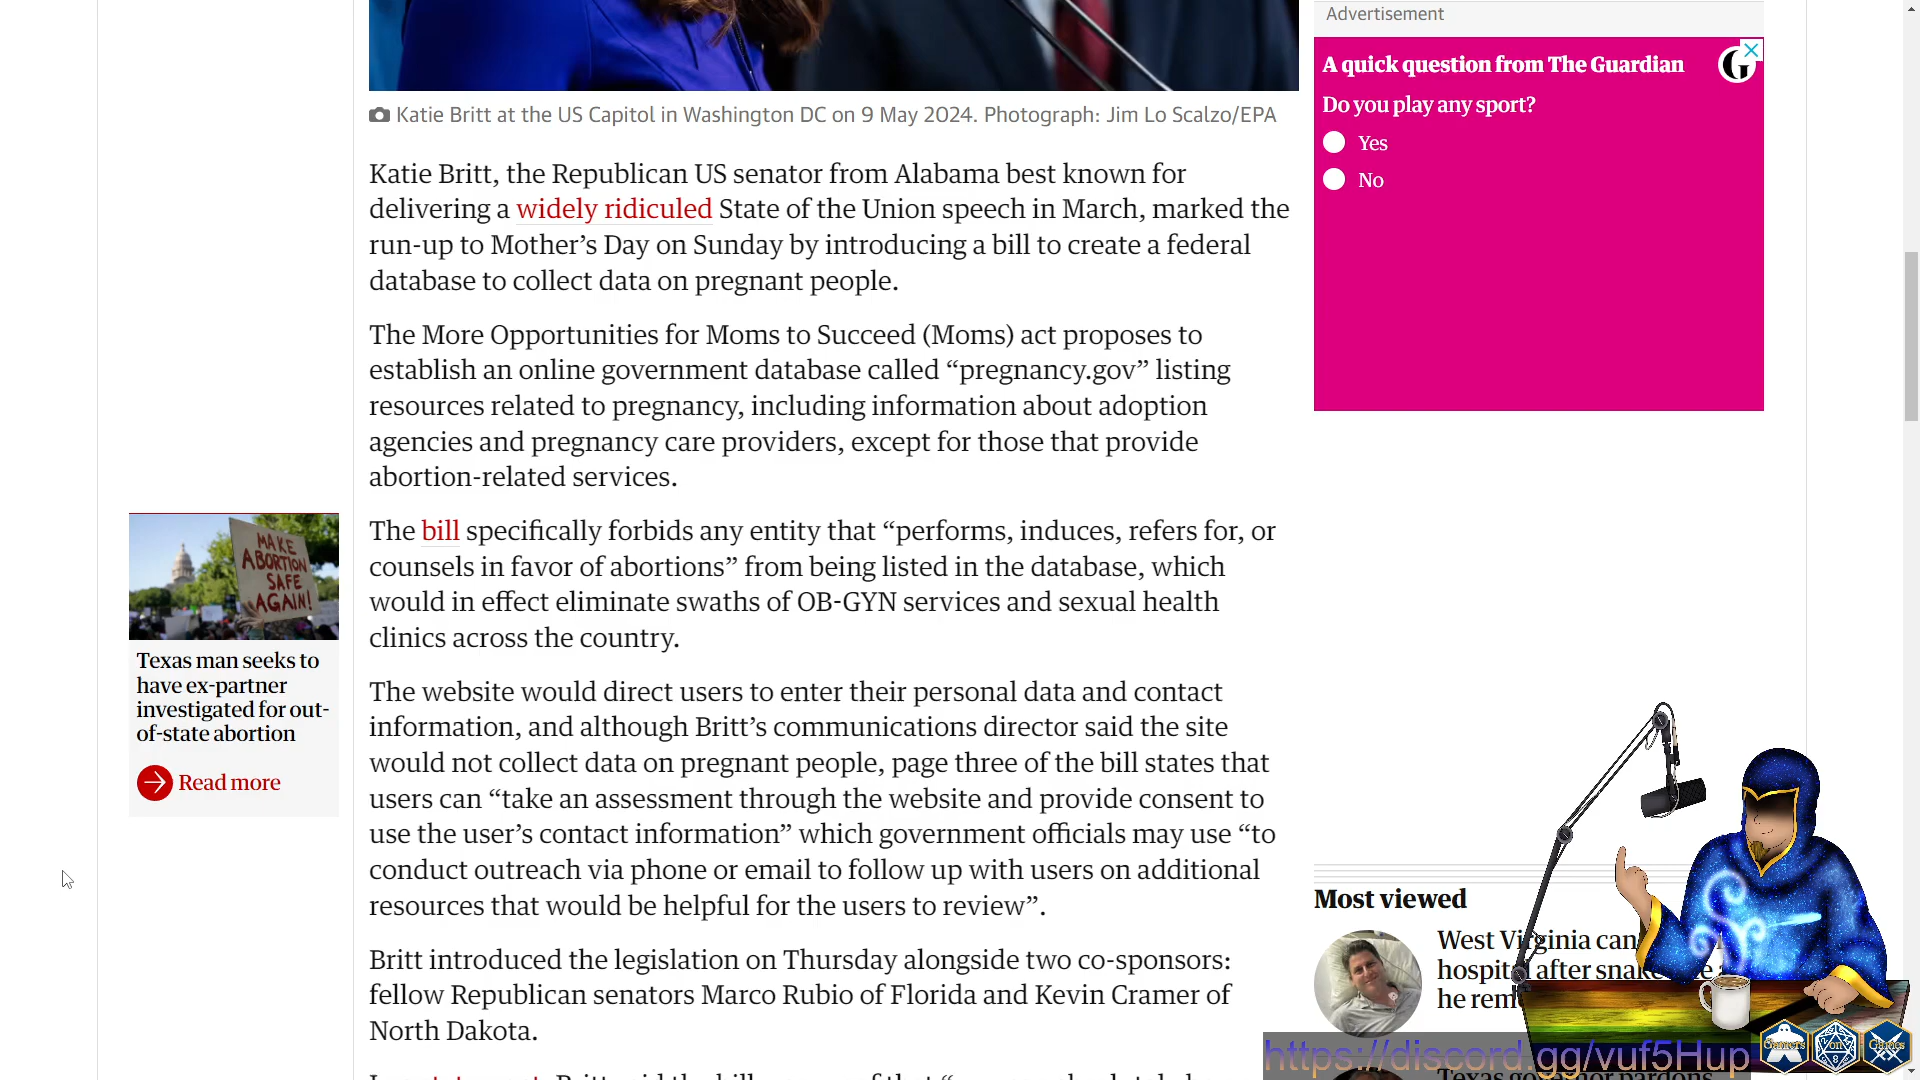 Advertisement
A quick question from The Guardian
Do you play any sport?
Yes
No
Katie Britt at the US Capitol in Washington DC on 9 May 2024. Photograph: Jim Lo Scalzo/EPA
Katie Britt, the Republican US senator from Alabama best known for
delivering a widely ridiculed State of the Union speech in March, marked the
run-up to Mother’s Day on Sunday by introducing a bill to create a federal
database to collect data on pregnant people.
The More Opportunities for Moms to Succeed (Moms) act proposes to
establish an online government database called “pregnancy.gov” listing
resources related to pregnancy, including information about adoption
agencies and pregnancy care providers, except for those that provide
abortion-related services.
The bill specifically forbids any entity that “performs, induces, refers for, or
counsels in favor of abortions” from being listed in the database, which
would in effect eliminate swaths of OB-GYN services and sexual health
clinics across the country.
The website would direct users to enter their personal data and contact
information, and although Britt’s communications director said the site
would not collect data on pregnant people, page three of the bill states that
users can “take an assessment through the website and provide consent to
use the user’s contact information” which government officials may use “to
conduct outreach via phone or email to follow up with users on additional
resources that would be helpful for the users to review”.
Britt introduced the legislation on Thursday alongside two co-sponsors:
fellow Republican senators Marco Rubio of Florida and Kevin Cramer of
North Dakota.
MAKE
ABORTION
SAFE
AGAIN!
Texas man seeks to
have ex-partner
investigated for out-
of-state abortion
Read more
Most viewed
West Virginia
after
he
https://discord.gg/vuf5Hup
Gamers
on
Games